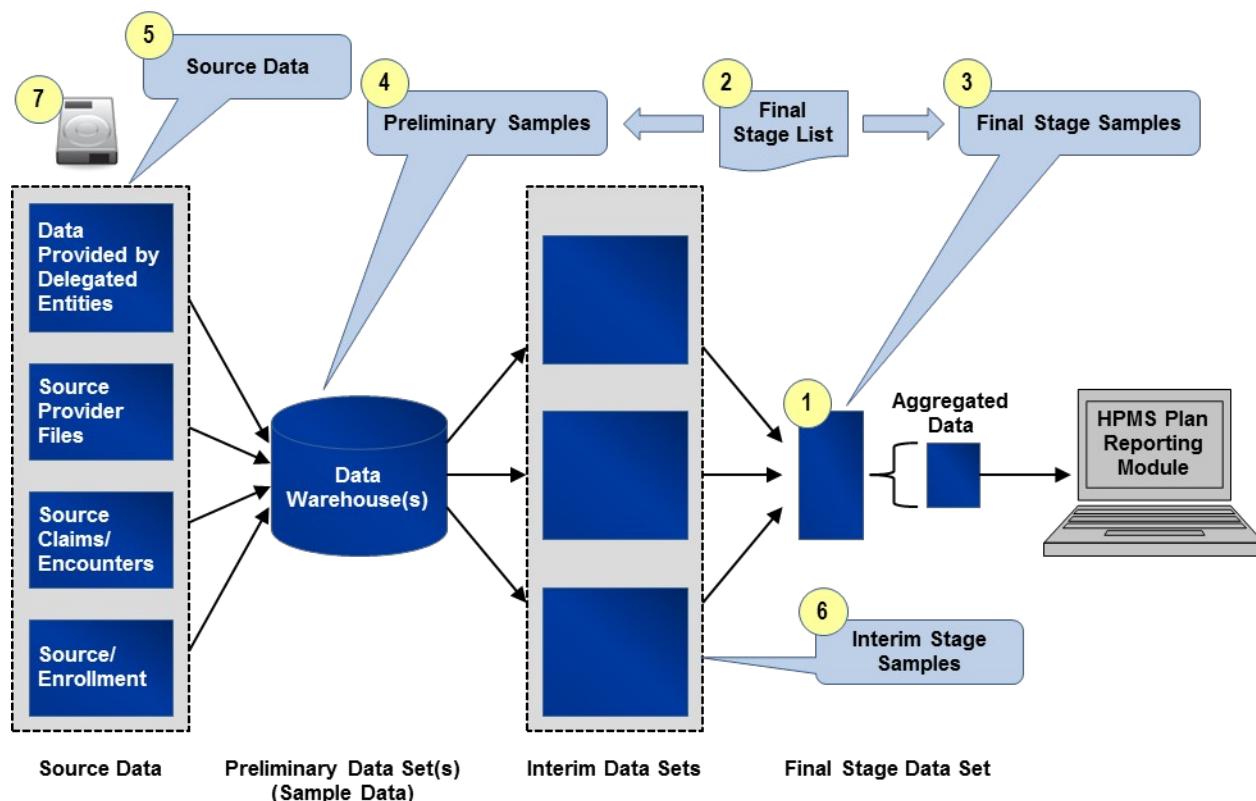 5
Source Data
7
4
Preliminary Samples
2
Final
Stage List
3
Final Stage Samples
Data
Provided by
Delegated
Entities
Source
Provider
Files
Source
Claims/
Encounters
Source/
Enrollment
Data
Warehouse(s)
1
Aggregated
Data
HPMS Plan
Reporting
Module
6
Interim Stage
Samples
Source Data
Preliminary Data Set(s)
(Sample Data)
Interim Data Sets
Final Stage Data Set